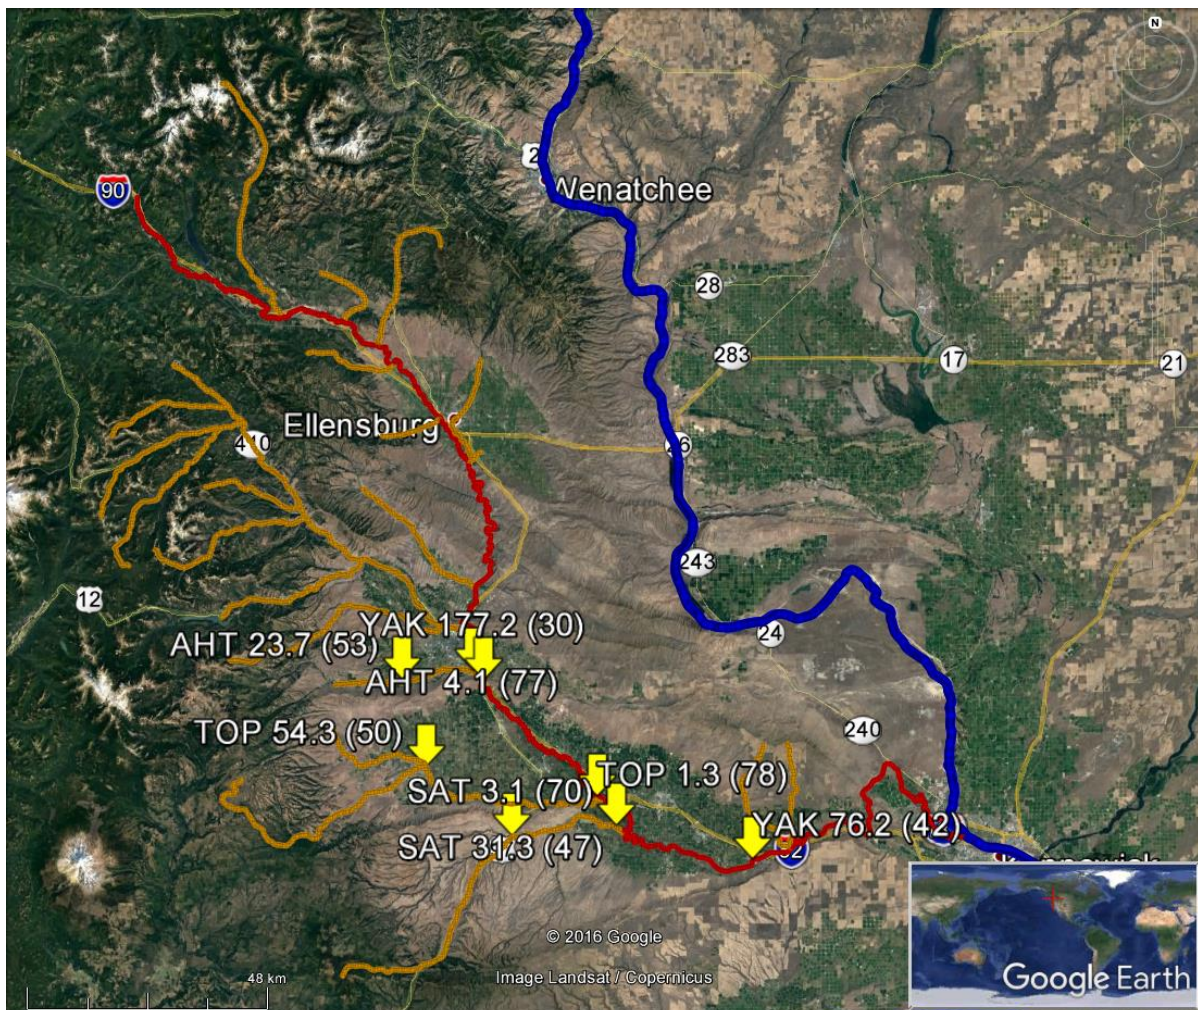 N
2
Wenatchee
90
28
283
17
21
Ellensburg
410
26
243
12
24
YAK 177.2 (30)
AHT 23.7 (53)
AHT 4.1 (77)
TOP 54.3 (50)
240
TOP 1.3 (78)
SAT 3.1 (70)
YAK 76.2 (42)
SAT 31.3 (47)
82
© 2016 Google
48 km
Image Landsat / Copernicus
Google Earth